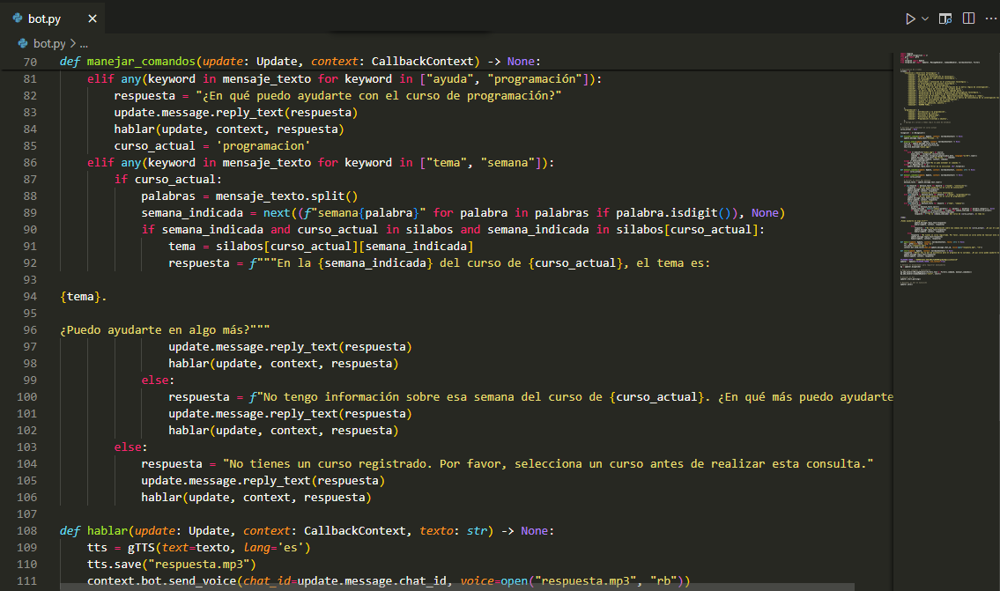 bot.py
bot.py > ...
70 def manejar_comandos(update: Update, context: CallbackContext) -> None:
81     elif any(keyword in mensaje_texto for keyword in ["ayuda", "programación"]):
82         respuesta = "¿En qué puedo ayudarte con el curso de programación?"
83         update.message.reply_text(respuesta)
84         hablar(update, context, respuesta)
85         curso_actual = 'programacion'
86     elif any(keyword in mensaje_texto for keyword in ["tema", "semana"]):
87         if curso_actual:
88             palabras = mensaje_texto.split()
89             semana_indicada = next((f"semana{palabra}" for palabra in palabras if palabra.isdigit()), None)
90             if semana_indicada and curso_actual in silabos and semana_indicada in silabos[curso_actual]:
91                 tema = silabos[curso_actual][semana_indicada]
92                 respuesta = f"""En la {semana_indicada} del curso de {curso_actual}, el tema es:
93
94 {tema}.
95
96 ¿Puedo ayudarte en algo más?"""
97                 update.message.reply_text(respuesta)
98                 hablar(update, context, respuesta)
99             else:
100                 respuesta = f"No tengo información sobre esa semana del curso de {curso_actual}. ¿En qué más puedo ayudarte
101                 update.message.reply_text(respuesta)
102                 hablar(update, context, respuesta)
103         else:
104             respuesta = "No tienes un curso registrado. Por favor, selecciona un curso antes de realizar esta consulta."
105             update.message.reply_text(respuesta)
106             hablar(update, context, respuesta)
107
108 def hablar(update: Update, context: CallbackContext, texto: str) -> None:
109     tts = gTTS(text=texto, lang='es')
110     tts.save("respuesta.mp3")
111     context.bot.send_voice(chat_id=update.message.chat_id, voice=open("respuesta.mp3", "rb"))